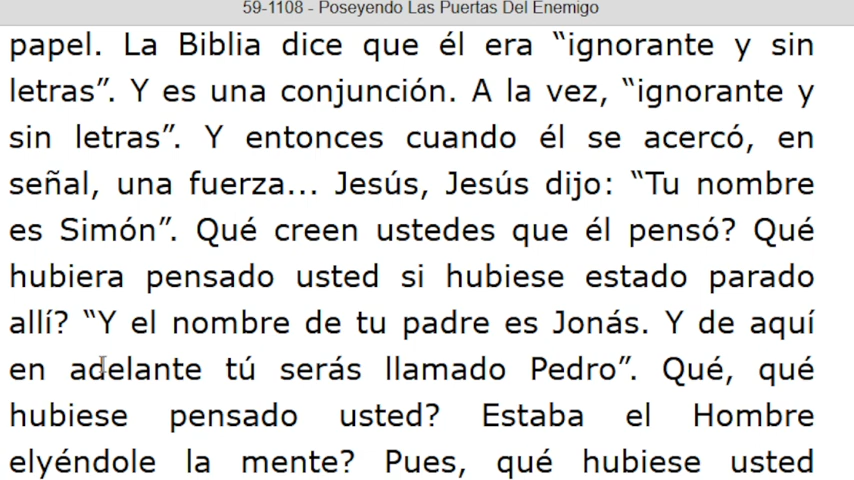 59-1108 - Poseyendo Las Puertas Del Enemigo
papel. La Biblia dice que él era “ignorante y sin
letras”. Y es una conjunción. A la vez, “ignorante y
sin letras”. Y entonces cuando él se acercó, en
señal, una fuerza... Jesús, Jesús dijo: “Tu nombre
es Simón”. Qué creen ustedes que él pensó? Qué
hubiera pensado usted si hubiese estado parado
allí? “Y el nombre de tu padre es Jonás. Y de aquí
en adelante tú serás llamado Pedro”. Qué, qué
hubiese pensado usted? Estaba el Hombre
elyéndole la mente? Pues, qué hubiese usted